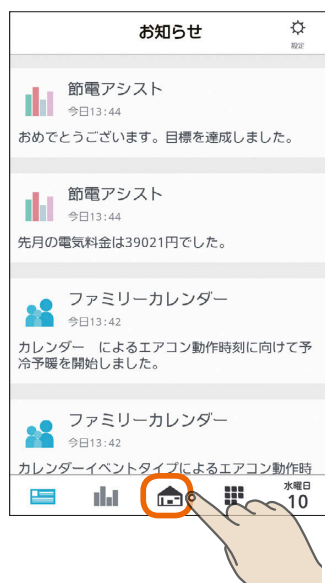 お知らせ
設定
節電アシスト
今日13:44
おめでとうございます。目標を達成しました。
節電アシスト
今日13:44
先月の電気料金は39021円でした。
ファミリーカレンダー
今日13:42
カレンダー　によるエアコン動作時刻に向けて予
冷予暖を開始しました。
ファミリーカレンダー
今日13:42
カレンダーイベントタイプによるエアコン動作時
水曜日
10